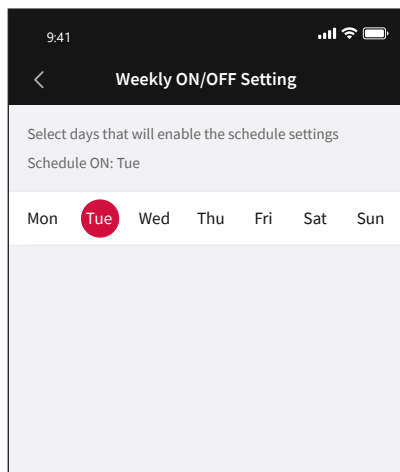 9:41
Weekly ON/OFF Setting
Select days that will enable the schedule settings
Schedule ON: Tue
Mon Tue Wed Thu Fri Sat Sun